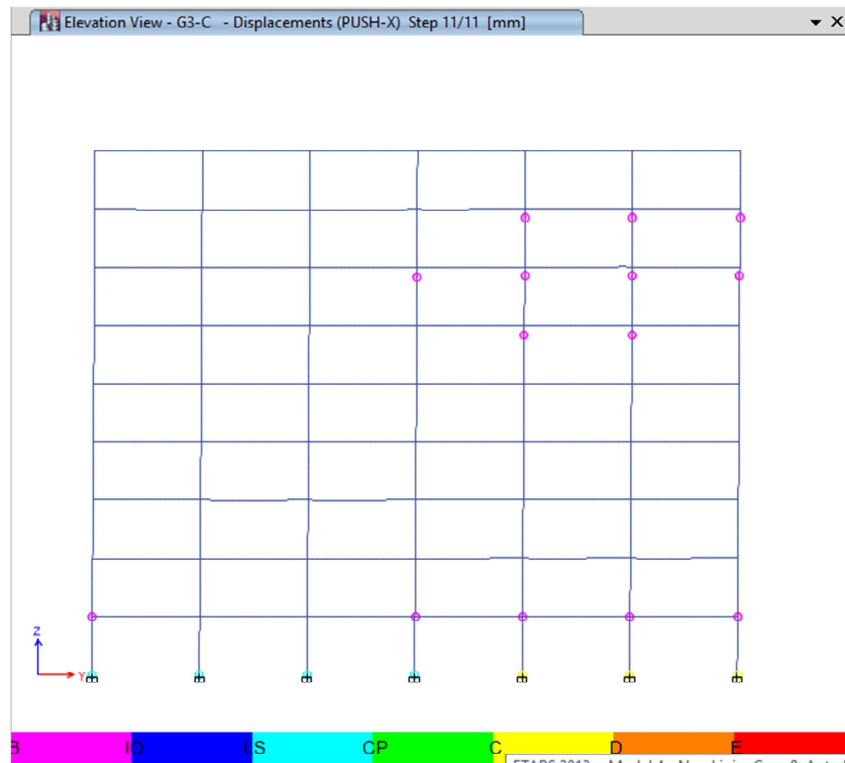 Elevation View - G3-C - Displacements (PUSH-X) Step 11/11 [mm]
Z
Y
B IO LS CP C D E